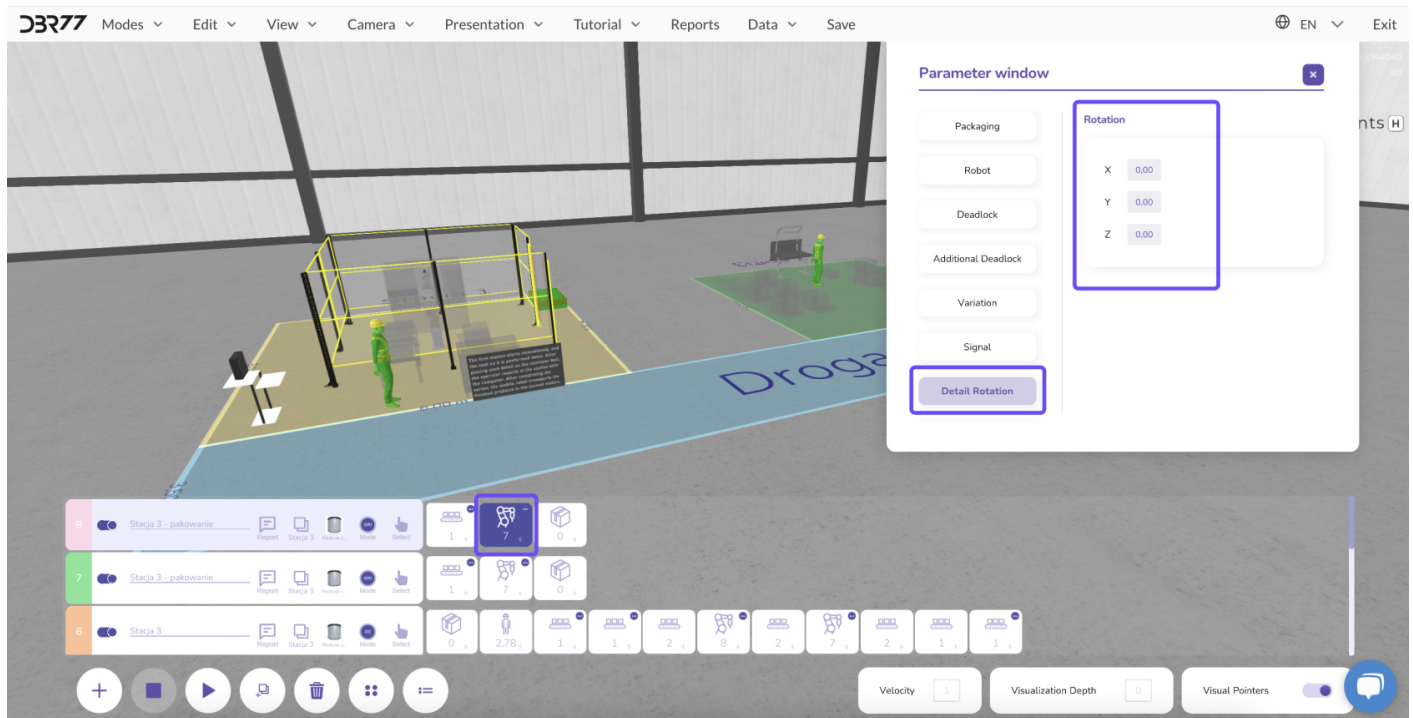 DBR77 Modes Edit View Camera Presentation Tutorial Reports Data Save EN Exit
Parameter window
Packaging
Robot
Deadlock
Additional Deadlock
Variation
Signal
Detail Rotation
Rotation
X 0,00
Y 0,00
Z 0,00
nts H
Droga
8 Stacja 3 - pakowanie Report Stacja 3 Mode Select 1 s 7 s 0 s
7 Stacja 3 - pakowanie Report Stacja 3 Mode Select 1 s 7 s 0 s
6 Stacja 3 Report Stacja 3 Mode Select 0 s 2,78 s 1 s 1 s 2 s 8 s 2 s 7 s 2 s 1 s 1 s
Velocity 1 Visualization Depth 0 Visual Pointers